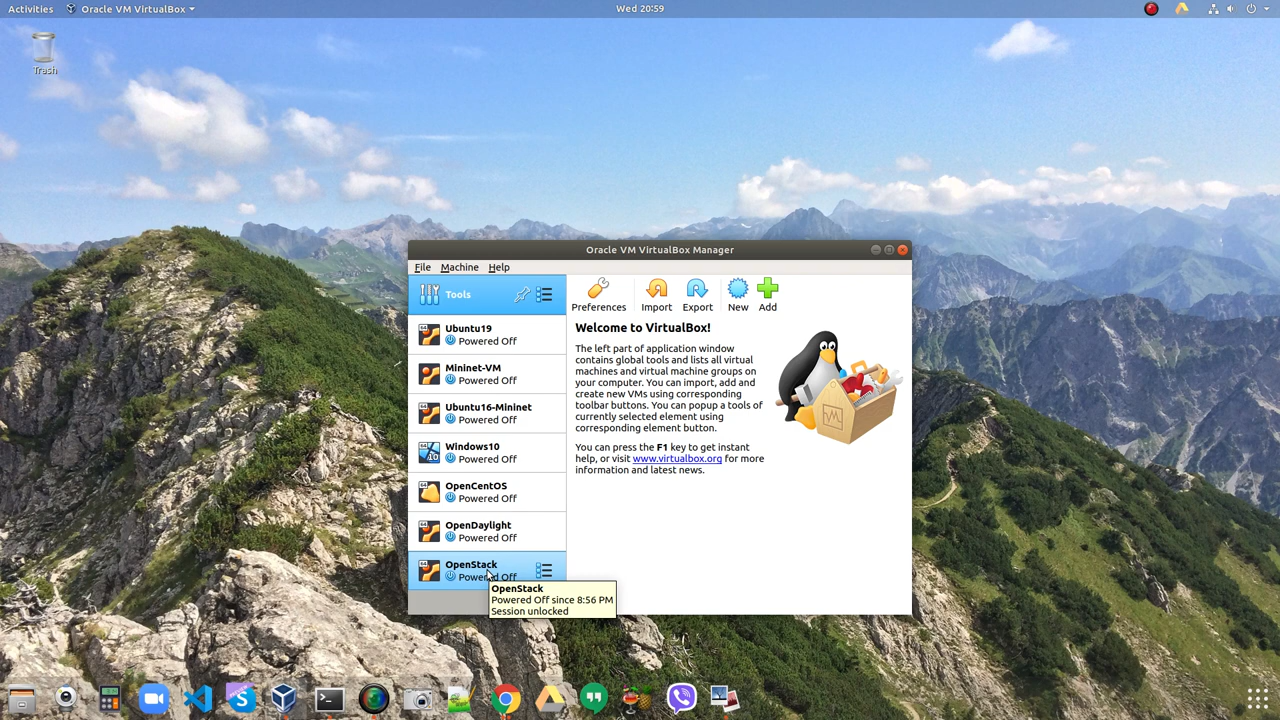 Activities Oracle VM VirtualBox Wed 20:59
Trash
Oracle VM VirtualBox Manager
File Machine Help
Tools
Preferences Import Export New Add
Ubuntu19
Powered Off
Mininet-VM
Powered Off
Ubuntu16-Mininet
Powered Off
Windows10
Powered Off
OpenCentOS
Powered Off
OpenDaylight
Powered Off
OpenStack
Powered Off
OpenStack
Powered Off since 8:56 PM
Session unlocked
Welcome to VirtualBox!
The left part of application window
contains global tools and lists all virtual
machines and virtual machine groups on
your computer. You can import, add and
create new VMs using corresponding
toolbar buttons. You can popup a tools of
currently selected element using
corresponding element button.
You can press the F1 key to get instant
help, or visit www.virtualbox.org for more
information and latest news.